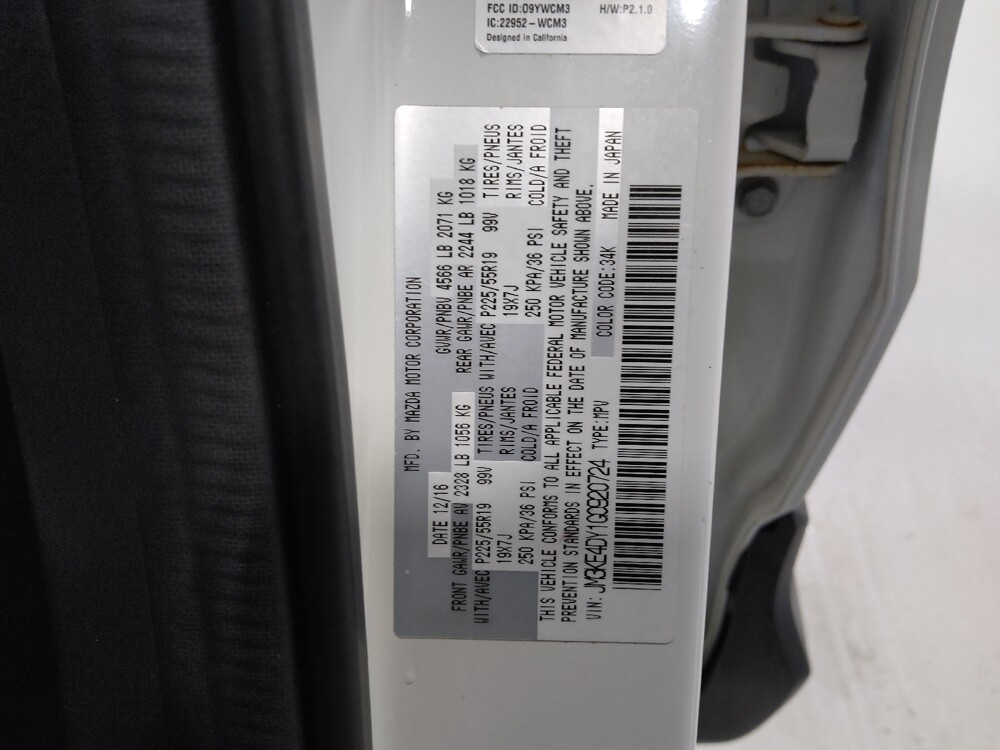 FCC ID:O9YWCM3 H/W:P2.1.0
IC:22952-WCM3
Designed in California
MFD. BY MAZDA MOTOR CORPORATION
DATE 12/16 GVWR/PNBV 4566 LB 2071 KG
FRONT GAWR/PNBE AV 2328 LB 1056 KG REAR GAWR/PNBE AR 2244 LB 1018 KG
WITH/AVEC P225/55R19 99V TIRES/PNEUS WITH/AVEC P225/55R19 99V TIRES/PNEUS
19X7J RIMS/JANTES 19X7J RIMS/JANTES
250 KPA/36 PSI COLD/A FROID 250 KPA/36 PSI COLD/A FROID
THIS VEHICLE CONFORMS TO ALL APPLICABLE FEDERAL MOTOR VEHICLE SAFETY AND THEFT
PREVENTION STANDARDS IN EFFECT ON THE DATE OF MANUFACTURE SHOWN ABOVE.
VIN: JM3KE4DY1G0920724 TYPE:MPV COLOR CODE:34K MADE IN JAPAN